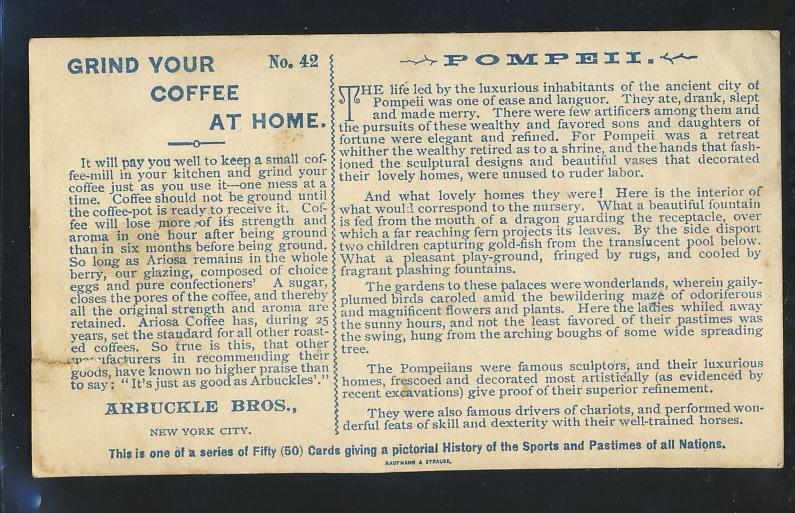 GRIND YOUR No. 42
COFFEE
AT HOME.
It will pay you well to keep a small cof-
fee-mill in your kitchen and grind your
coffee just as you use it—one mess at a
time. Coffee should not be ground until
the coffee-pot is ready to receive it. Cof-
fee will lose more of its strength and
aroma in one hour after being ground
than in six months before being ground.
So long as Ariosa remains in the whole
berry, our glazing, composed of choice
eggs and pure confectioners' A sugar,
closes the pores of the coffee, and thereby
all the original strength and aroma are
retained. Ariosa Coffee has, during 25
years, set the standard for all other roast-
ed coffees. So true is this, that other
manufacturers in recommending their
goods, have known no higher praise than
to say: "It's just as good as Arbuckles'."
ARBUCKLE BROS.,
NEW YORK CITY.
POMPEII.
THE life led by the luxurious inhabitants of the ancient city of
Pompeii was one of ease and languor. They ate, drank, slept
and made merry. There were few artificers among them and
the pursuits of these wealthy and favored sons and daughters of
fortune were elegant and refined. For Pompeii was a retreat
whither the wealthy retired as to a shrine, and the hands that fash-
ioned the sculptural designs and beautiful vases that decorated
their lovely homes, were unused to ruder labor.
And what lovely homes they were! Here is the interior of
what would correspond to the nursery. What a beautiful fountain
is fed from the mouth of a dragon guarding the receptacle, over
which a far reaching fern projects its leaves. By the side disport
two children capturing gold-fish from the translucent pool below.
What a pleasant play-ground, fringed by rugs, and cooled by
fragrant plashing fountains.
The gardens to these palaces were wonderlands, wherein gaily-
plumed birds caroled amid the bewildering maze of odoriferous
and magnificent flowers and plants. Here the ladies whiled away
the sunny hours, and not the least favored of their pastimes was
the swing, hung from the arching boughs of some wide spreading
tree.
The Pompeiians were famous sculptors, and their luxurious
homes, frescoed and decorated most artistically (as evidenced by
recent excavations) give proof of their superior refinement.
They were also famous drivers of chariots, and performed won-
derful feats of skill and dexterity with their well-trained horses.
This is one of a series of Fifty (50) Cards giving a pictorial History of the Sports and Pastimes of all Nations.
KAUFMANN & STRAUSS.